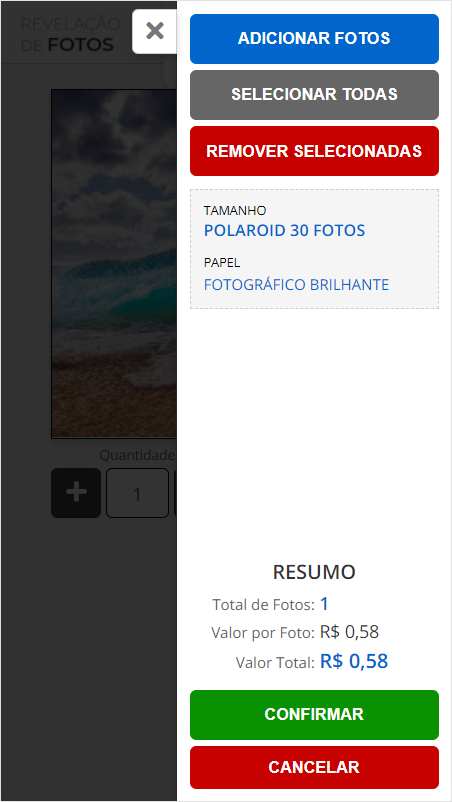 REVELAÇÃO
DE FOTOS
ADICIONAR FOTOS
SELECIONAR TODAS
REMOVER SELECIONADAS
TAMANHO
POLAROID 30 FOTOS
PAPEL
FOTOGRÁFICO BRILHANTE
Quantidade
1
RESUMO
Total de Fotos: 1
Valor por Foto: R$ 0,58
Valor Total: R$ 0,58
CONFIRMAR
CANCELAR